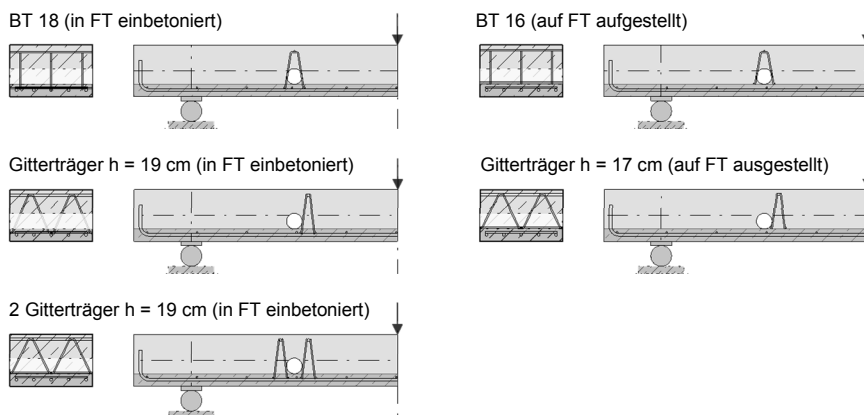 BT 18 (in FT einbetoniert)
BT 16 (auf FT aufgestellt)
Gitterträger h = 19 cm (in FT einbetoniert)
Gitterträger h = 17 cm (auf FT ausgestellt)
2 Gitterträger h = 19 cm (in FT einbetoniert)